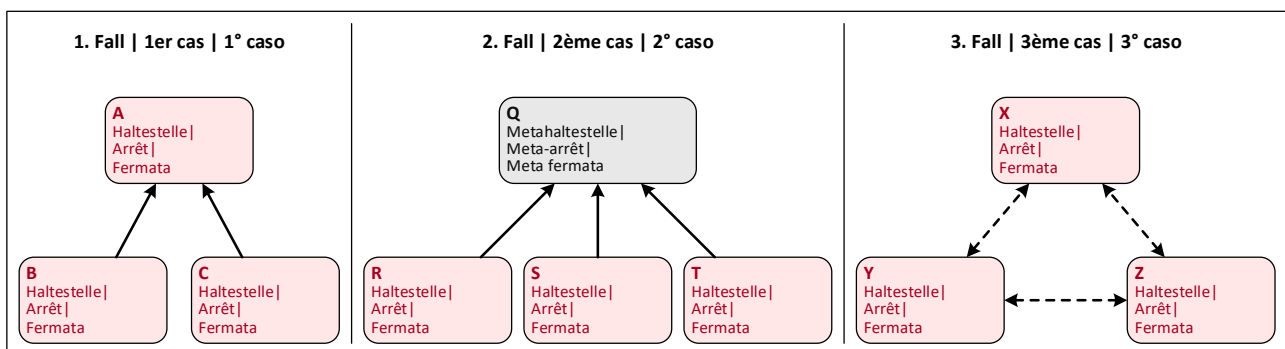 1. Fall | 1er cas | 1° caso
A
Haltestelle|
Arrêt|
Fermata
B
Haltestelle|
Arrêt|
Fermata
C
Haltestelle|
Arrêt|
Fermata
2. Fall | 2ème cas | 2° caso
Q
Metahaltestelle|
Meta-arrêt|
Meta fermata
R
Haltestelle|
Arrêt|
Fermata
S
Haltestelle|
Arrêt|
Fermata
T
Haltestelle|
Arrêt|
Fermata
3. Fall | 3ème cas | 3° caso
X
Haltestelle|
Arrêt|
Fermata
Y
Haltestelle|
Arrêt|
Fermata
Z
Haltestelle|
Arrêt|
Fermata